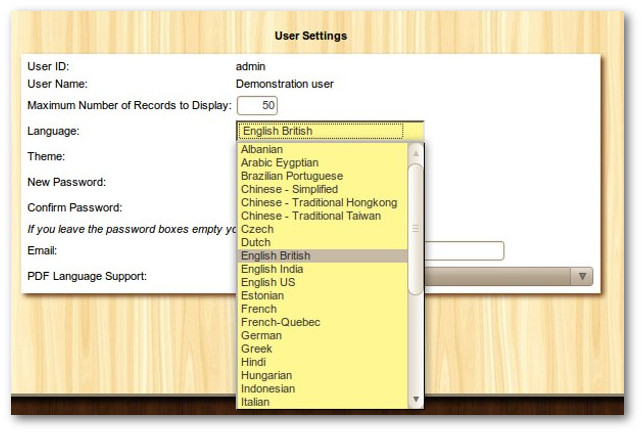 User Settings
User ID: admin
User Name: Demonstration user
Maximum Number of Records to Display: 50
Language: English British
Albanian
Arabic Eygptian
Brazilian Portuguese
Chinese - Simplified
Chinese - Traditional Hongkong
Chinese - Traditional Taiwan
Czech
Dutch
English British
English India
English US
Estonian
French
French-Quebec
German
Greek
Hindi
Hungarian
Indonesian
Italian
Theme:
New Password:
Confirm Password:
If you leave the password boxes empty
Email:
PDF Language Support: